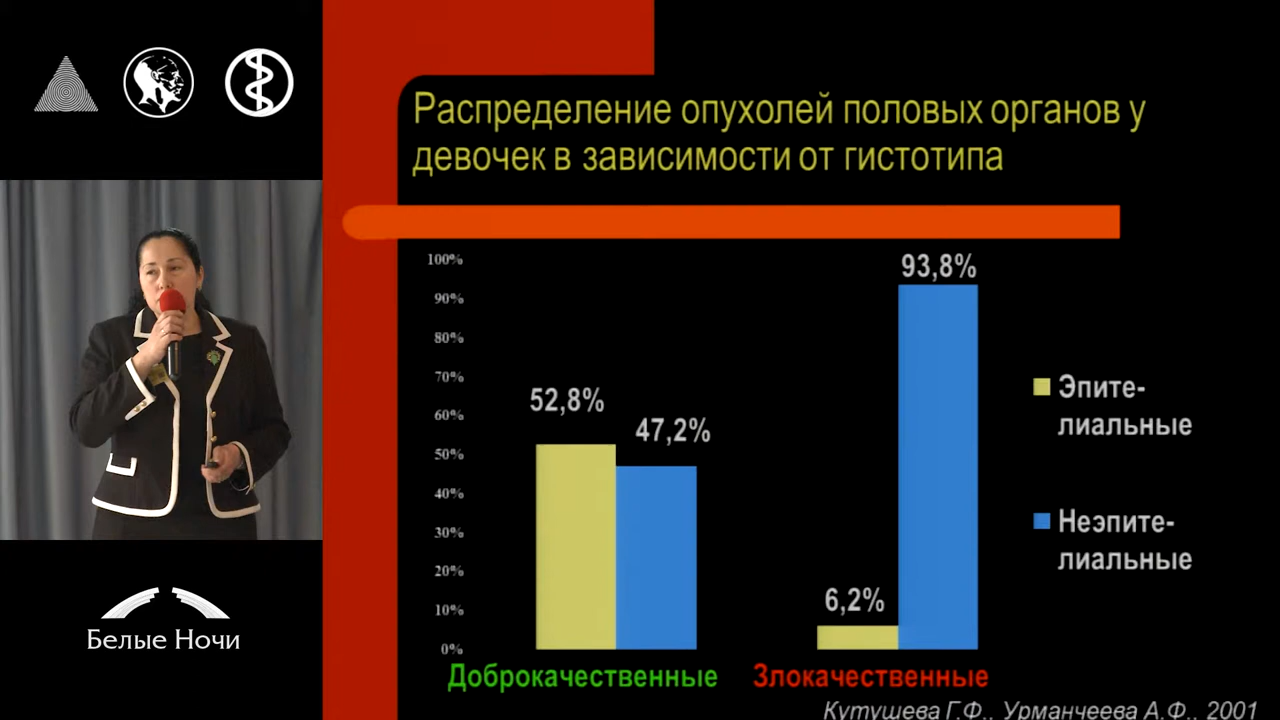 Распределение опухолей половых органов у
девочек в зависимости от гистотипа
100%
90%
80%
70%
60%
50%
40%
30%
20%
10%
0%
52,8%
47,2%
6,2%
93,8%
Доброкачественные
Злокачественные
Эпите-
лиальные
Неэпите-
лиальные
Кутушева Г.Ф., Урманчеева А.Ф., 2001
Белые Ночи